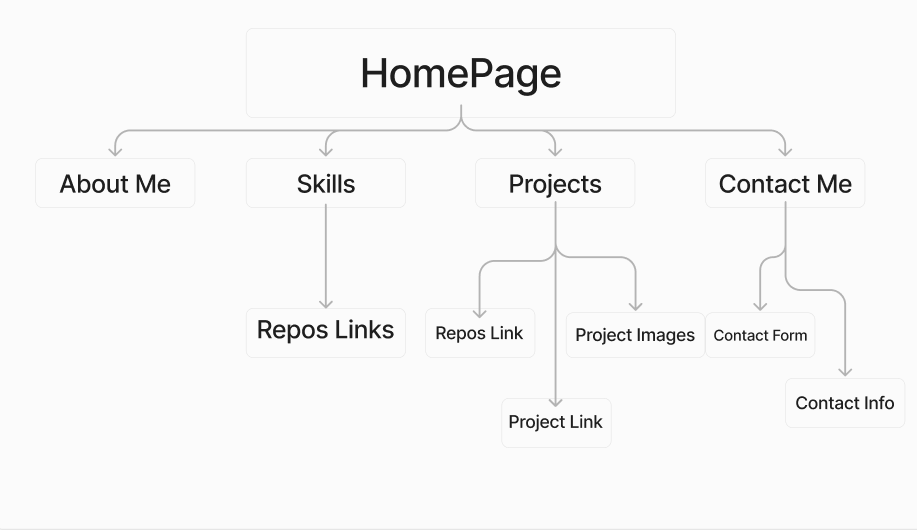 HomePage
About Me
Skills
Projects
Contact Me
Repos Links
Repos Link
Project Images
Contact Form
Project Link
Contact Info